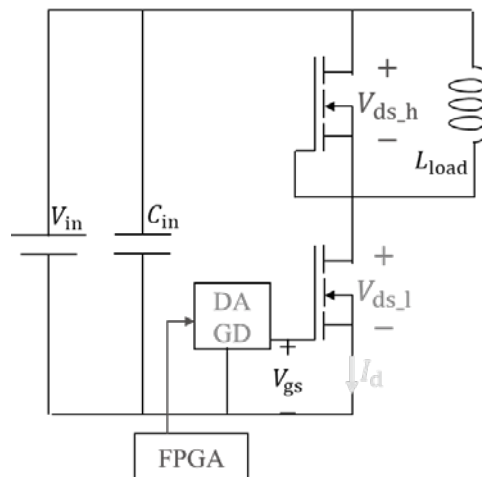 +
V_ds_h
−
L_load
V_in
C_in
+
V_ds_l
−
DA
GD
+
V_gs
−
I_d
FPGA